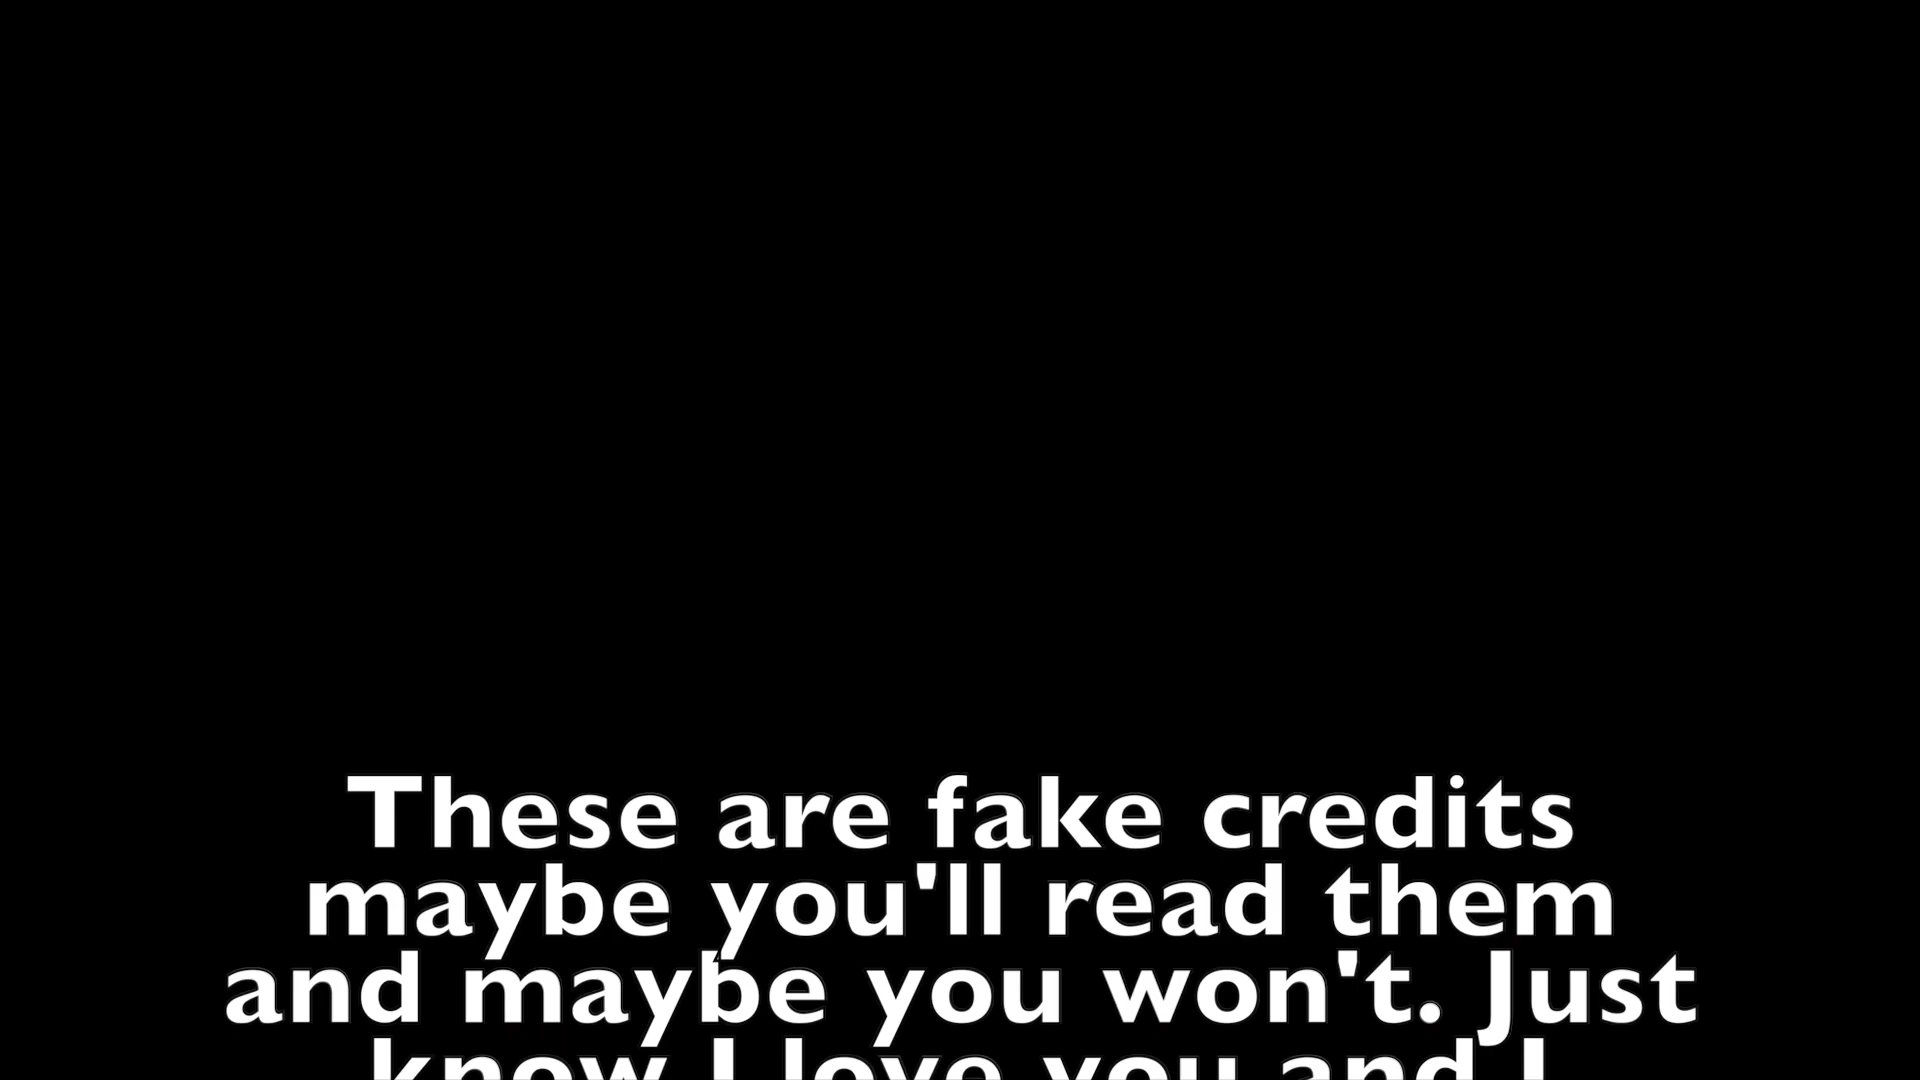 These are fake credits
maybe you'll read them
and maybe you won't. Just
know I love you and I